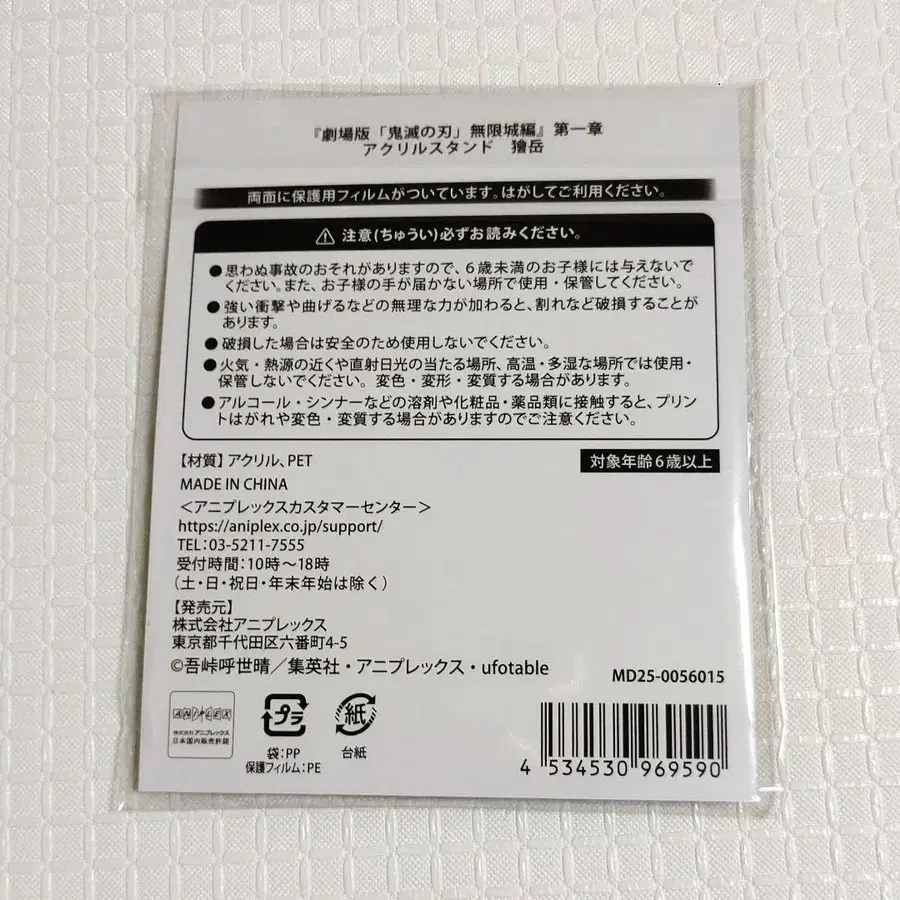 『劇場版「鬼滅の刃」無限城編』第一章
アクリルスタンド 獪岳
両面に保護用フィルムがついています。はがしてご利用ください。
注意(ちゅうい)必ずお読みください。
●思わぬ事故のおそれがありますので、6歳未満のお子様には与えないで
ください。また、お子様の手が届かない場所で使用・保管してください。
●強い衝撃や曲げるなどの無理な力が加わると、割れなど破損することが
あります。
●破損した場合は安全のため使用しないでください。
●火気・熱源の近くや直射日光の当たる場所、高温・多湿な場所では使用・
保管しないでください。変色・変形・変質する場合があります。
●アルコール・シンナーなどの溶剤や化粧品・薬品類に接触すると、プリン
トはがれや変色・変質する場合がありますのでご注意ください。
【材質】アクリル、PET
対象年齢6歳以上
MADE IN CHINA
＜アニプレックスカスタマーセンター＞
https://aniplex.co.jp/support/
TEL:03-5211-7555
受付時間:10時～18時
(土・日・祝日・年末年始は除く)
【発売元】
株式会社アニプレックス
東京都千代田区六番町4-5
©吾峠呼世晴／集英社・アニプレックス・ufotable
MD25-0056015
ANIPLEX
株式会社アニプレックス
日本国内販売許諾
プラ
袋:PP
保護フィルム:PE
紙
台紙
4 534530 969590